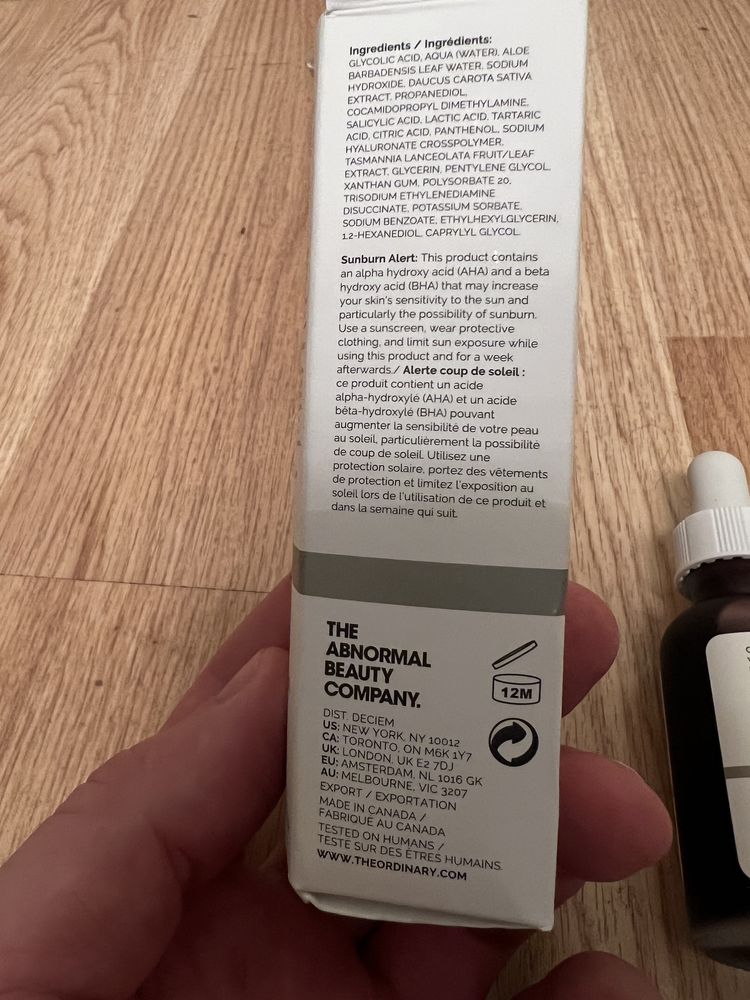 Ingredients / Ingrédients:
GLYCOLIC ACID, AQUA (WATER), ALOE
BARBADENSIS LEAF WATER, SODIUM
HYDROXIDE, DAUCUS CAROTA SATIVA
EXTRACT, PROPANEDIOL,
COCAMIDOPROPYL DIMETHYLAMINE,
SALICYLIC ACID, LACTIC ACID, TARTARIC
ACID, CITRIC ACID, PANTHENOL, SODIUM
HYALURONATE CROSSPOLYMER,
TASMANNIA LANCEOLATA FRUIT/LEAF
EXTRACT, GLYCERIN, PENTYLENE GLYCOL,
XANTHAN GUM, POLYSORBATE 20,
TRISODIUM ETHYLENEDIAMINE
DISUCCINATE, POTASSIUM SORBATE,
SODIUM BENZOATE, ETHYLHEXYLGLYCERIN,
1,2-HEXANEDIOL, CAPRYLYL GLYCOL.
Sunburn Alert: This product contains
an alpha hydroxy acid (AHA) and a beta
hydroxy acid (BHA) that may increase
your skin's sensitivity to the sun and
particularly the possibility of sunburn.
Use a sunscreen, wear protective
clothing, and limit sun exposure while
using this product and for a week
afterwards./ Alerte coup de soleil :
ce produit contient un acide
alpha-hydroxylé (AHA) et un acide
bêta-hydroxylé (BHA) pouvant
augmenter la sensibilité de votre peau
au soleil, particulièrement la possibilité
de coup de soleil. Utilisez une
protection solaire, portez des vêtements
de protection et limitez l'exposition au
soleil lors de l'utilisation de ce produit et
dans la semaine qui suit.
THE
ABNORMAL
BEAUTY
COMPANY.
12M
DIST. DECIEM
US: NEW YORK, NY 10012
CA: TORONTO, ON M6K 1Y7
UK: LONDON, UK E2 7DJ
EU: AMSTERDAM, NL 1016 GK
AU: MELBOURNE, VIC 3207
EXPORT / EXPORTATION
MADE IN CANADA /
FABRIQUÉ AU CANADA
TESTED ON HUMANS /
TESTÉ SUR DES ÊTRES HUMAINS.
WWW.THEORDINARY.COM